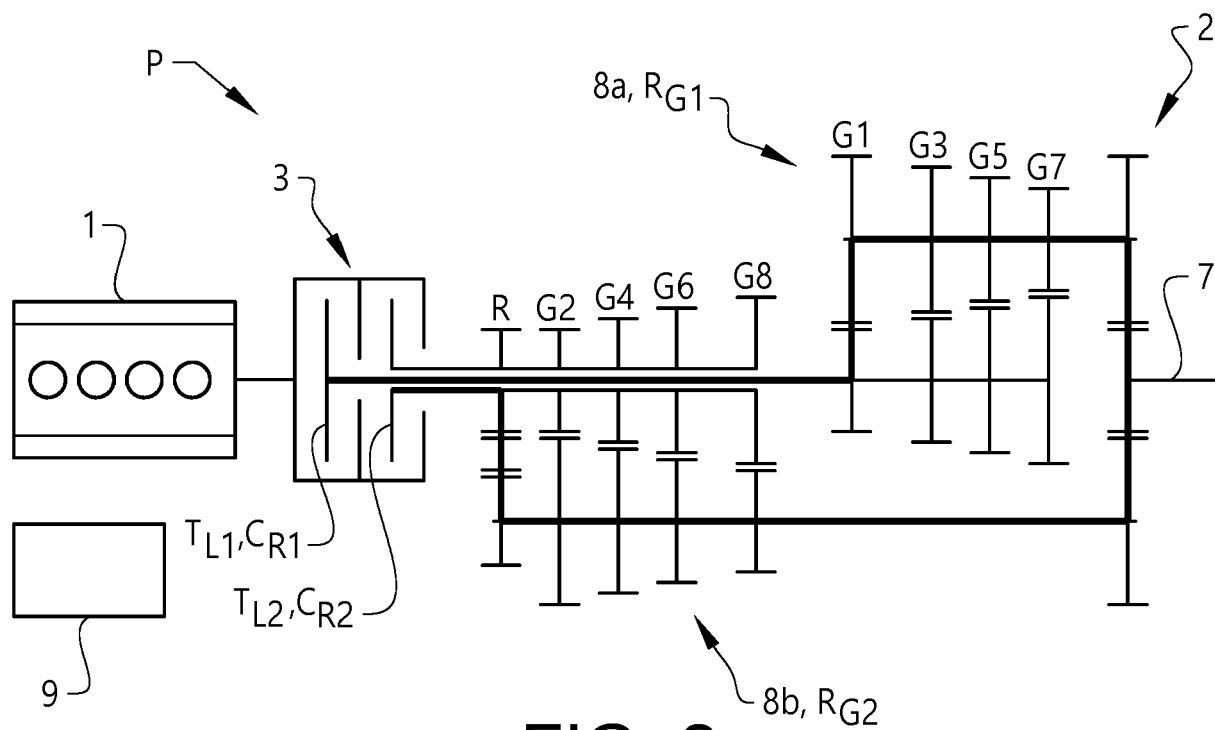 P
2
8a, RG1
G1
G3
G5
G7
3
1
7
R
G2
G4
G6
G8
TL1,CR1
TL2,CR2
9
8b, RG2